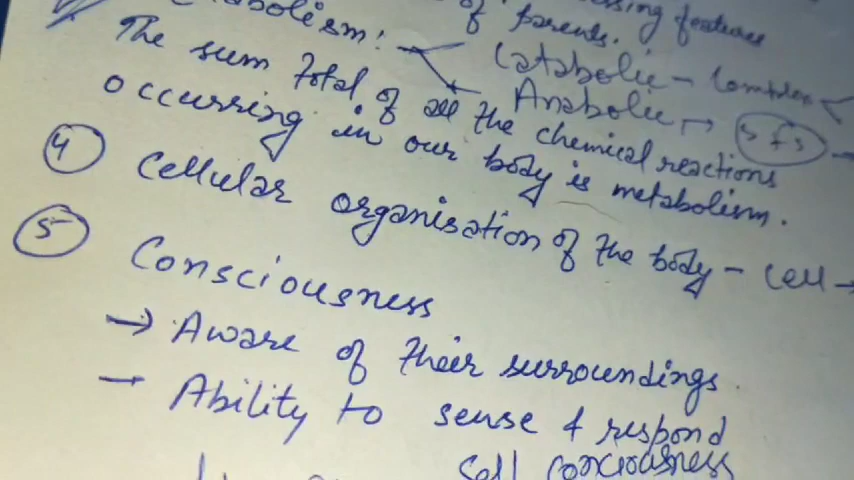 of parents. features
Metabolism: Catabolic - Complex
Anabolic → S f s
The sum total of all the chemical reactions
occurring in our body is metabolism.
4 Cellular organisation of the body - Cell →
5 Consciousness
→ Aware of their surroundings.
- Ability to sense & respond
self consciousness